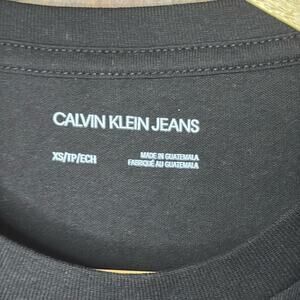 CALVIN KLEIN JEANS
XS/TP/ECH
MADE IN GUATEMALA
FABRIQUÉ AU GUATEMALA